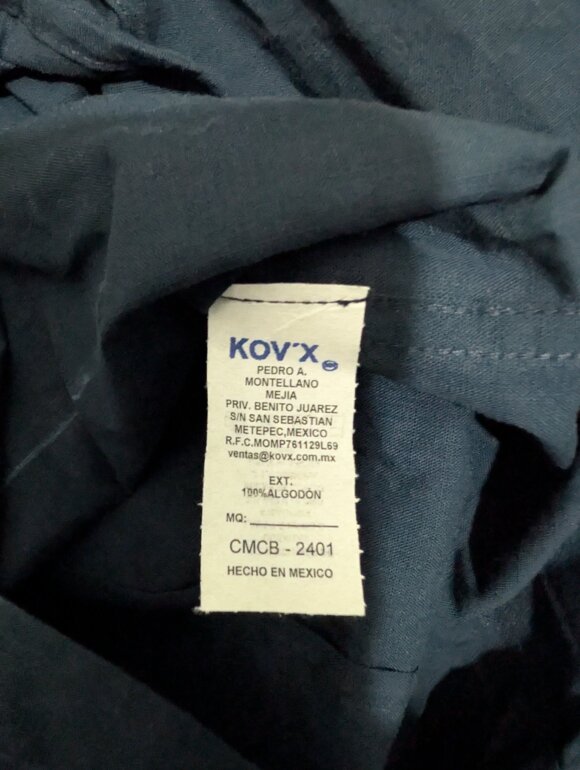 KOV´X
PEDRO A.
MONTELLANO
MEJIA
PRIV. BENITO JUAREZ
S/N SAN SEBASTIAN
METEPEC,MEXICO
R.F.C.MOMP761129L69
ventas@kovx.com.mx
EXT.
100%ALGODÓN
MQ:
CMCB - 2401
HECHO EN MEXICO